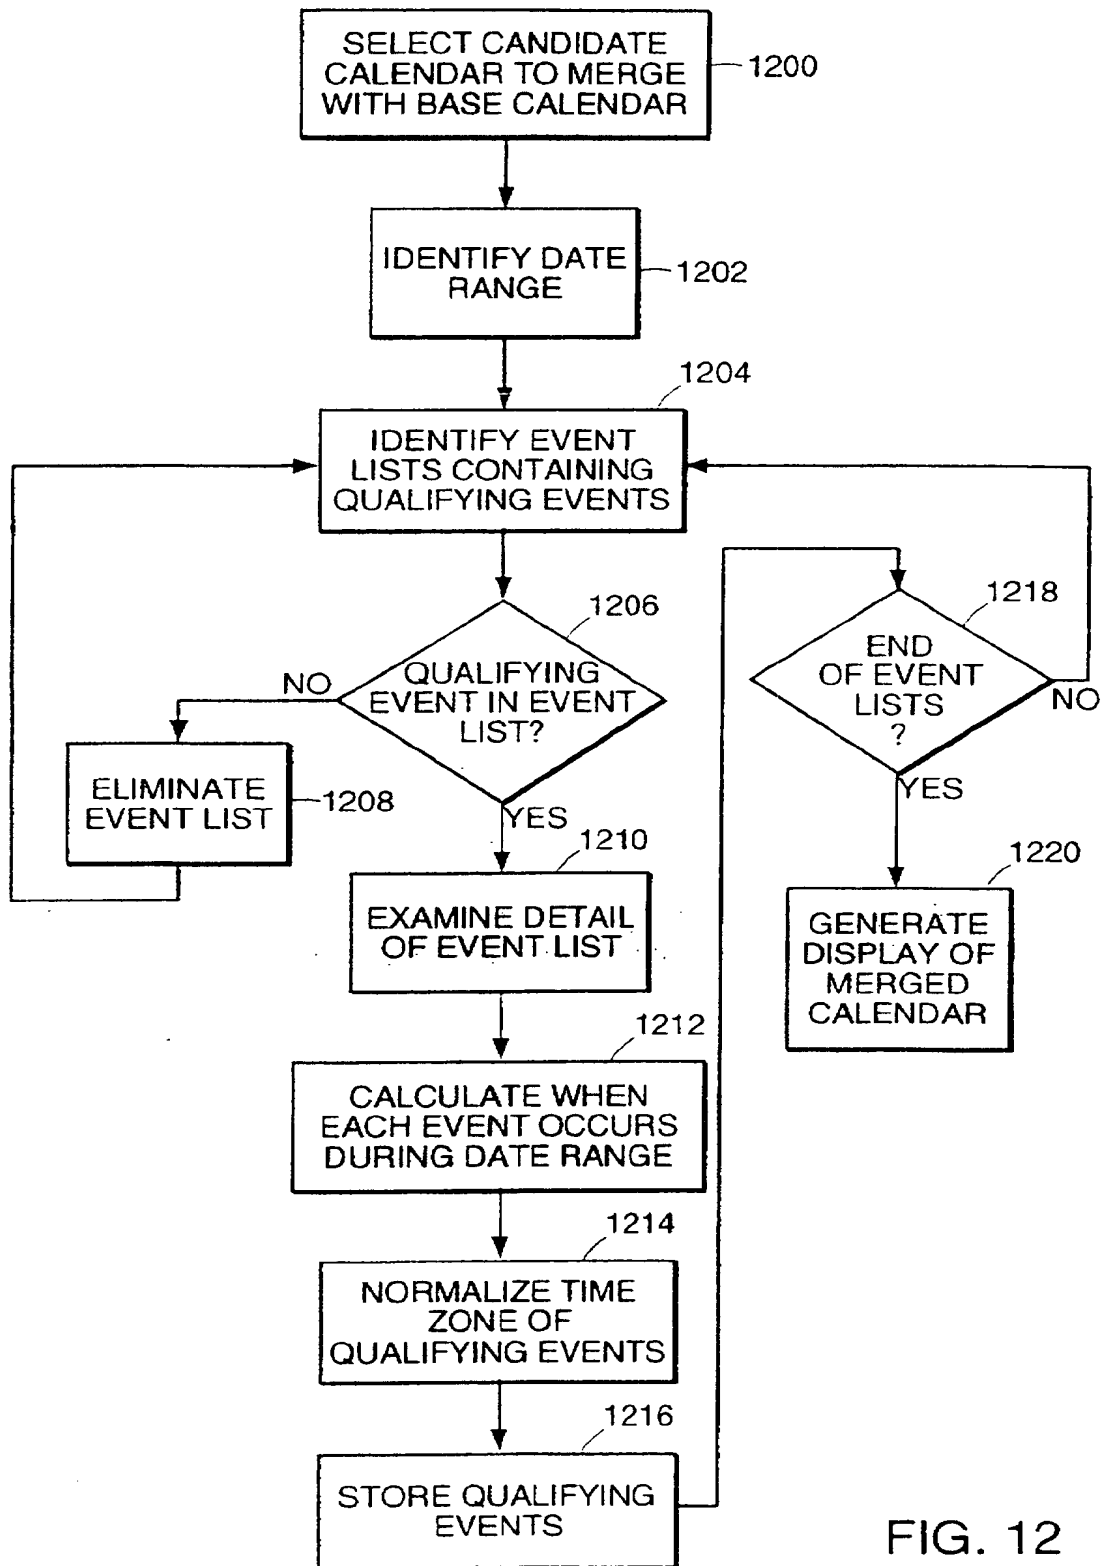 SELECT CANDIDATE
CALENDAR TO MERGE
WITH BASE CALENDAR
1200
IDENTIFY DATE
RANGE
1202
1204
IDENTIFY EVENT
LISTS CONTAINING
QUALIFYING EVENTS
1206
QUALIFYING
EVENT IN EVENT
LIST?
NO
ELIMINATE
EVENT LIST
1208
YES
1210
EXAMINE DETAIL
OF EVENT LIST
1212
CALCULATE WHEN
EACH EVENT OCCURS
DURING DATE RANGE
1214
NORMALIZE TIME
ZONE OF
QUALIFYING EVENTS
1216
STORE QUALIFYING
EVENTS
1218
END
OF EVENT
LISTS
?
NO
YES
1220
GENERATE
DISPLAY OF
MERGED
CALENDAR
FIG. 12